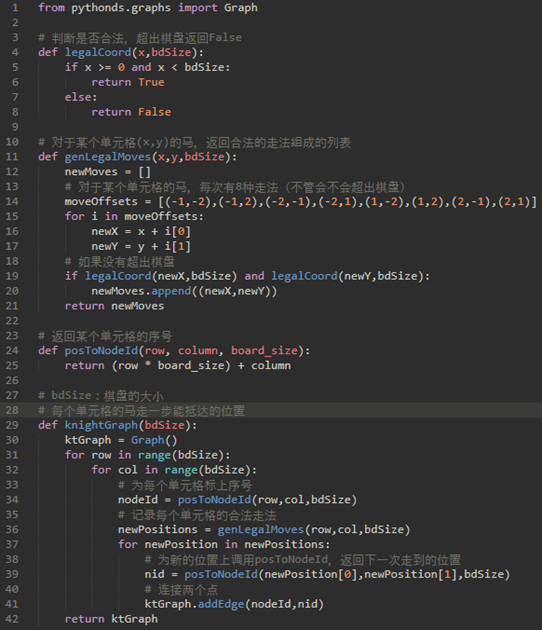 1 from pythonds.graphs import Graph
2
3 # 判断是否合法，超出棋盘返回False
4 def legalCoord(x,bdSize):
5     if x >= 0 and x < bdSize:
6         return True
7     else:
8         return False
9
10 # 对于某个单元格(x,y)的马，返回合法的走法组成的列表
11 def genLegalMoves(x,y,bdSize):
12     newMoves = []
13     # 对于某个单元格的马，每次有8种走法（不管会不会超出棋盘）
14     moveOffsets = [(-1,-2),(-1,2),(-2,-1),(-2,1),(1,-2),(1,2),(2,-1),(2,1)]
15     for i in moveOffsets:
16         newX = x + i[0]
17         newY = y + i[1]
18     # 如果没有超出棋盘
19     if legalCoord(newX,bdSize) and legalCoord(newY,bdSize):
20         newMoves.append((newX,newY))
21     return newMoves
22
23 # 返回某个单元格的序号
24 def posToNodeId(row, column, board_size):
25     return (row * board_size) + column
26
27 # bdSize：棋盘的大小
28 # 每个单元格的马走一步能抵达的位置
29 def knightGraph(bdSize):
30     ktGraph = Graph()
31     for row in range(bdSize):
32         for col in range(bdSize):
33             # 为每个单元格标上序号
34             nodeId = posToNodeId(row,col,bdSize)
35             # 记录每个单元格的合法走法
36             newPositions = genLegalMoves(row,col,bdSize)
37             for newPosition in newPositions:
38                 # 为新的位置上调用posToNodeId，返回下一次走到的位置
39                 nid = posToNodeId(newPosition[0],newPosition[1],bdSize)
40                 # 连接两个点
41                 ktGraph.addEdge(nodeId,nid)
42     return ktGraph